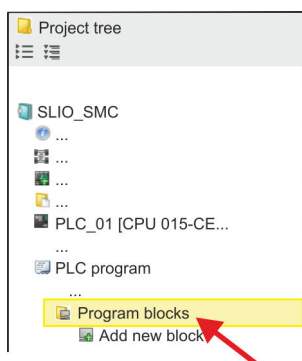 Project tree
SLIO_SMC
...
...
...
...
PLC_01 [CPU 015-CE...
...
PLC program
...
Program blocks
Add new block